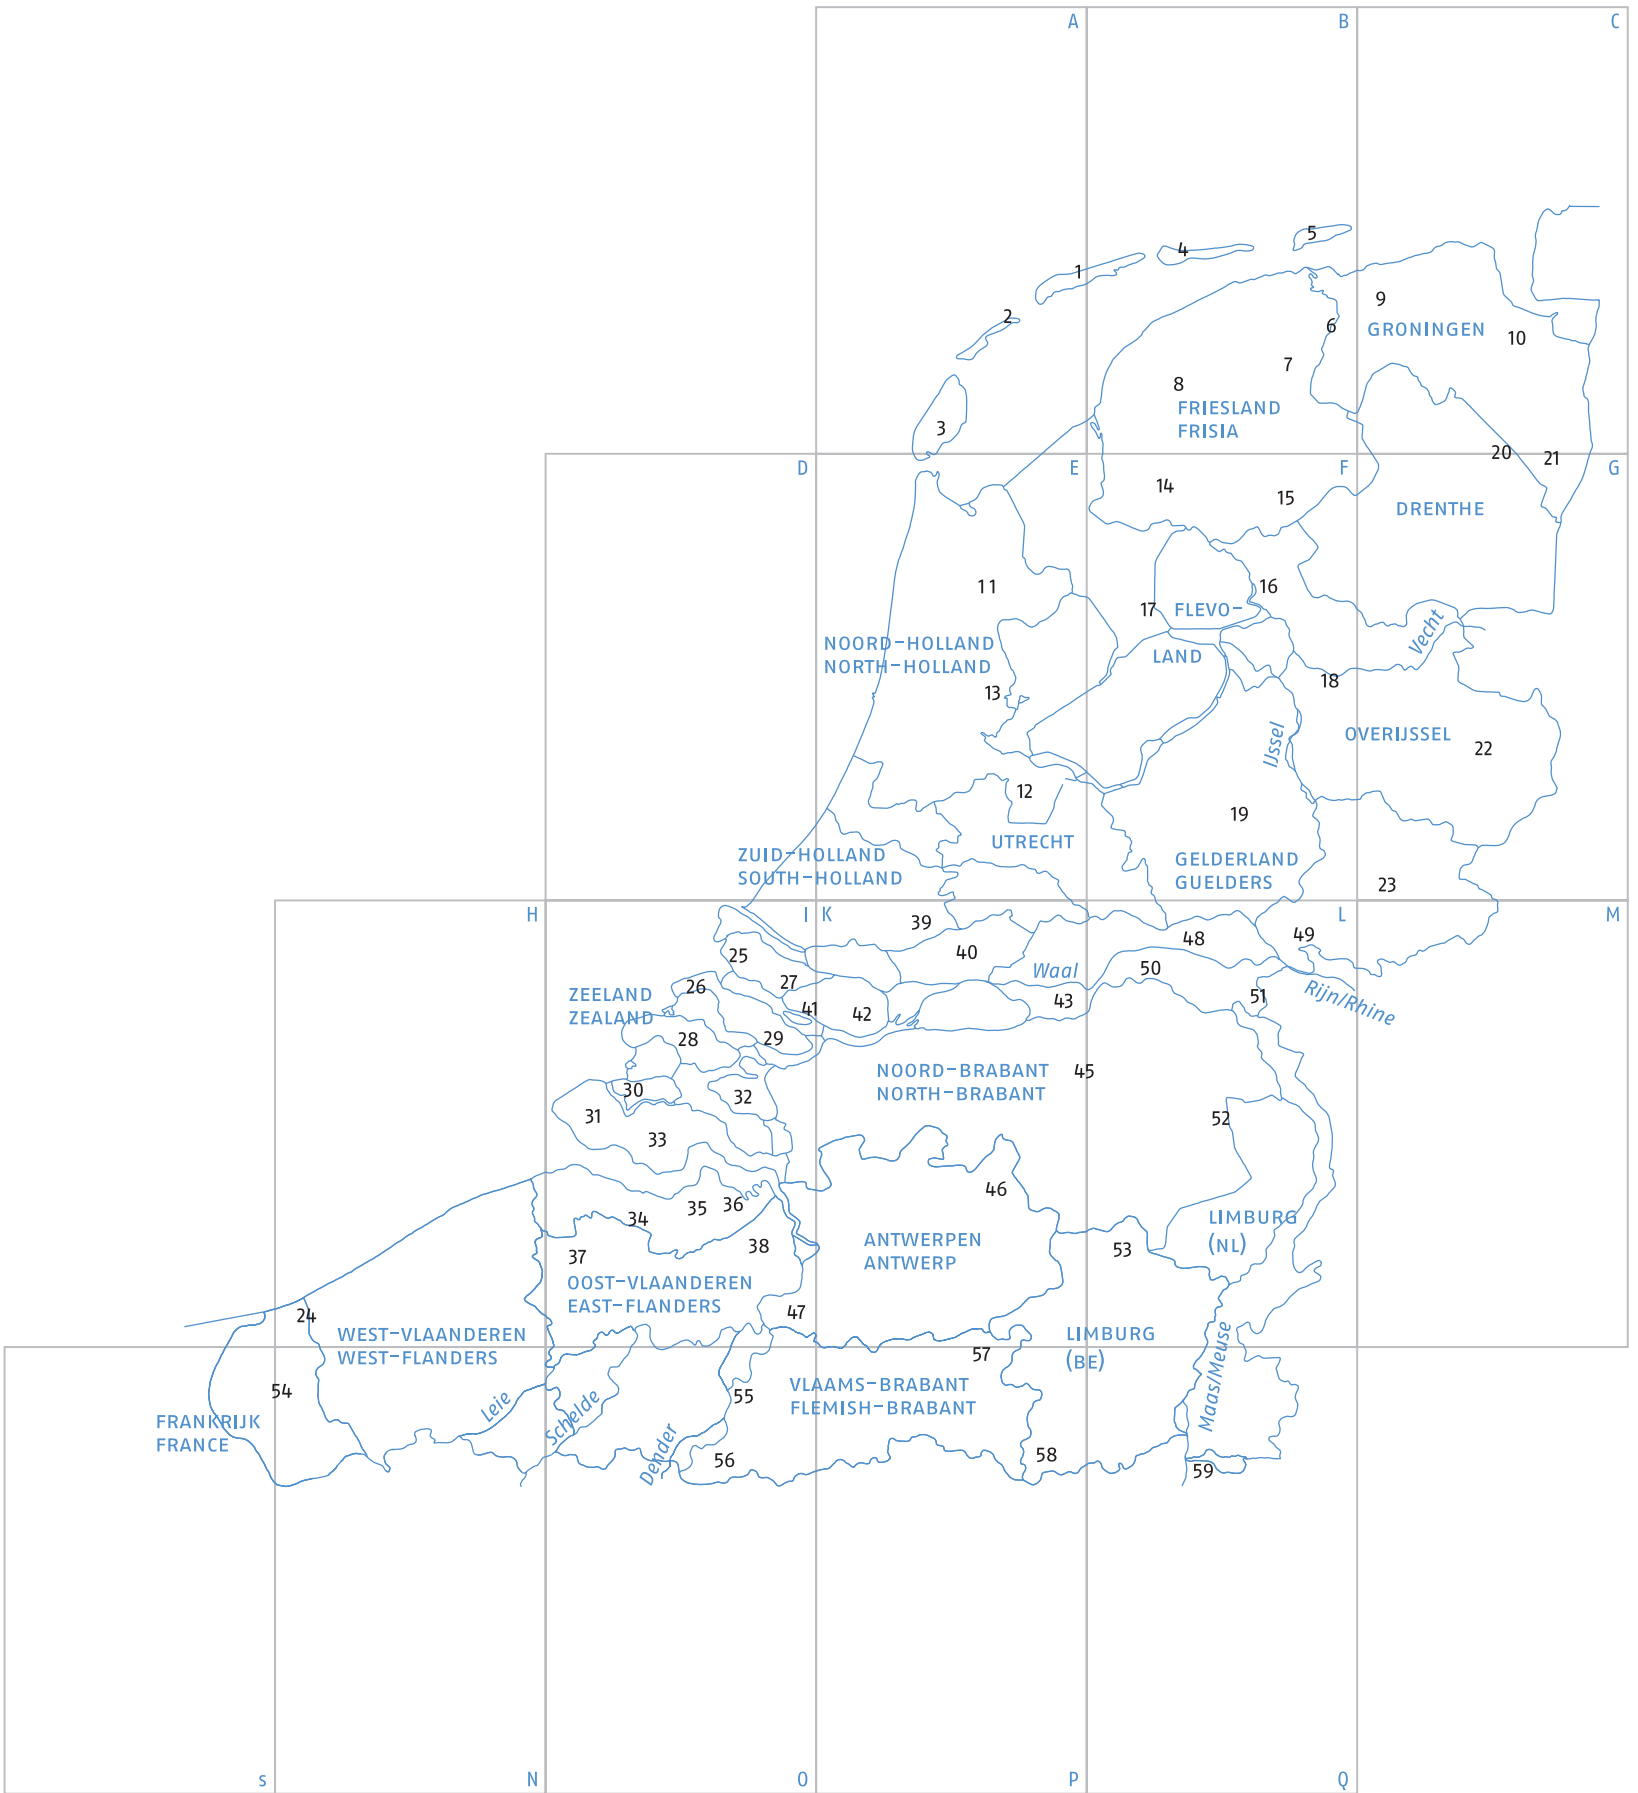 A
B
C
5
4
1
9
2
6
GRONINGEN
10
7
8
FRIESLAND
FRISIA
3
20
21
D
E
F
G
14
15
DRENTHE
11
16
17
FLEVO-
LAND
Vecht
NOORD-HOLLAND
NORTH-HOLLAND
13
18
IJssel
OVERIJSSEL
22
12
19
UTRECHT
ZUID-HOLLAND
SOUTH-HOLLAND
GELDERLAND
GUELDERS
23
H
I
K
L
M
39
25
40
48
49
Waal
50
27
26
ZEELAND
ZEALAND
41
42
43
51
Rijn/Rhine
28
29
NOORD-BRABANT
NORTH-BRABANT
45
30
32
31
33
52
46
34
35
36
37
38
ANTWERPEN
ANTWERP
LIMBURG
(NL)
53
OOST-VLAANDEREN
EAST-FLANDERS
47
24
WEST-VLAANDEREN
WEST-FLANDERS
LIMBURG
(BE)
57
Maas/Meuse
54
55
VLAAMS-BRABANT
FLEMISH-BRABANT
Leie
Schelde
FRANKRIJK
FRANCE
Dender
56
58
59
S
N
O
P
Q